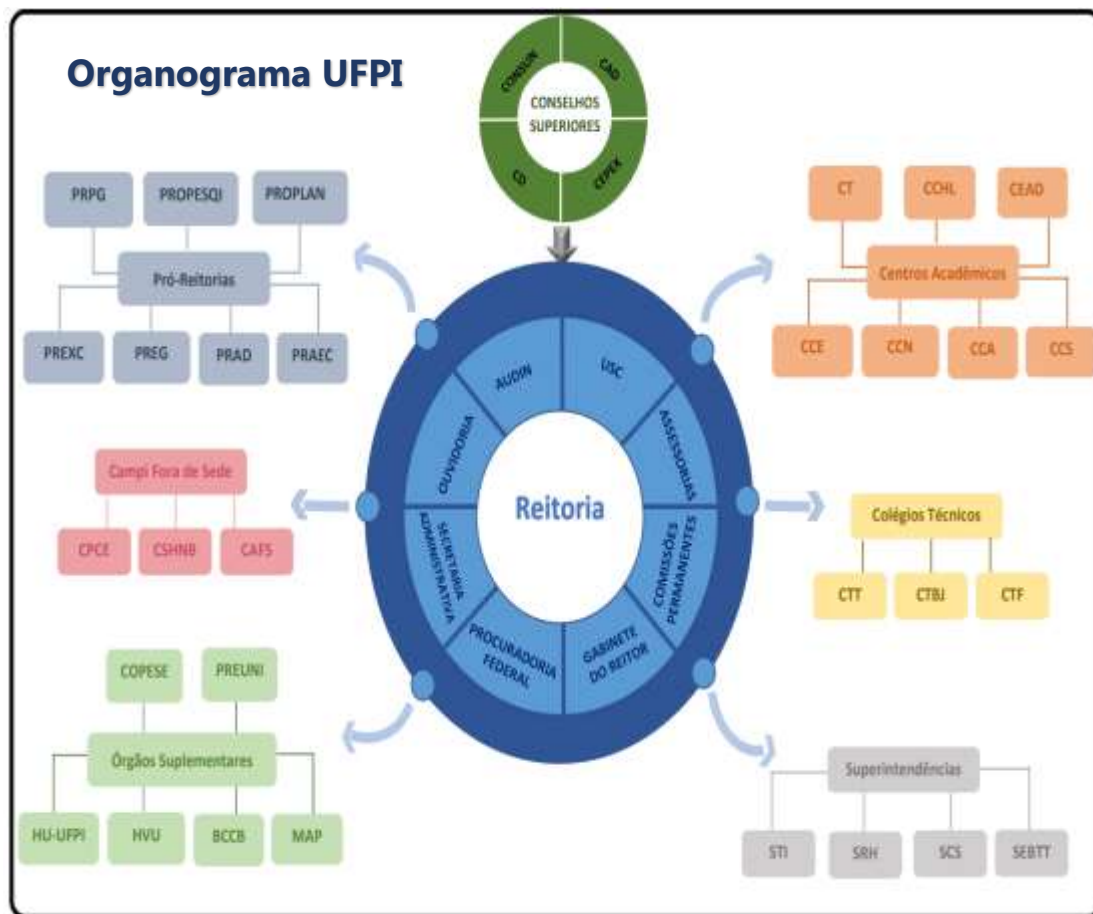 Organograma UFPI
CONSUN
CAD
CONSELHOS
SUPERIORES
CD
CEPEX
PRPG
PROPESQI
PROPLAN
Pró-Reitorias
PREXC
PREG
PRAD
PRAEC
CT
CCHL
CEAD
Centros Acadêmicos
CCE
CCN
CCA
CCS
AUDIN
USC
OUVIDORIA
ASSESSORIAS
Reitoria
SECRETARIA
ADMINISTRATIVA
COMISSÕES
PERMANENTES
PROCURADORIA
FEDERAL
GABINETE
DO REITOR
Campi Fora de Sede
CPCE
CSHNB
CAFS
Colégios Técnicos
CTT
CTBJ
CTF
COPESE
PREUNI
Órgãos Suplementares
HU-UFPI
HVU
BCCB
MAP
Superintendências
STI
SRH
SCS
SEBTT